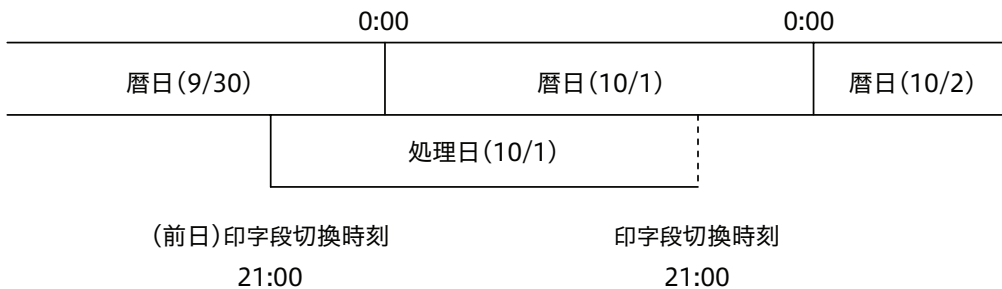 0:00 0:00
暦日(9/30) 暦日(10/1) 暦日(10/2)
処理日(10/1)
(前日)印字段切換時刻 印字段切換時刻
21:00 21:00